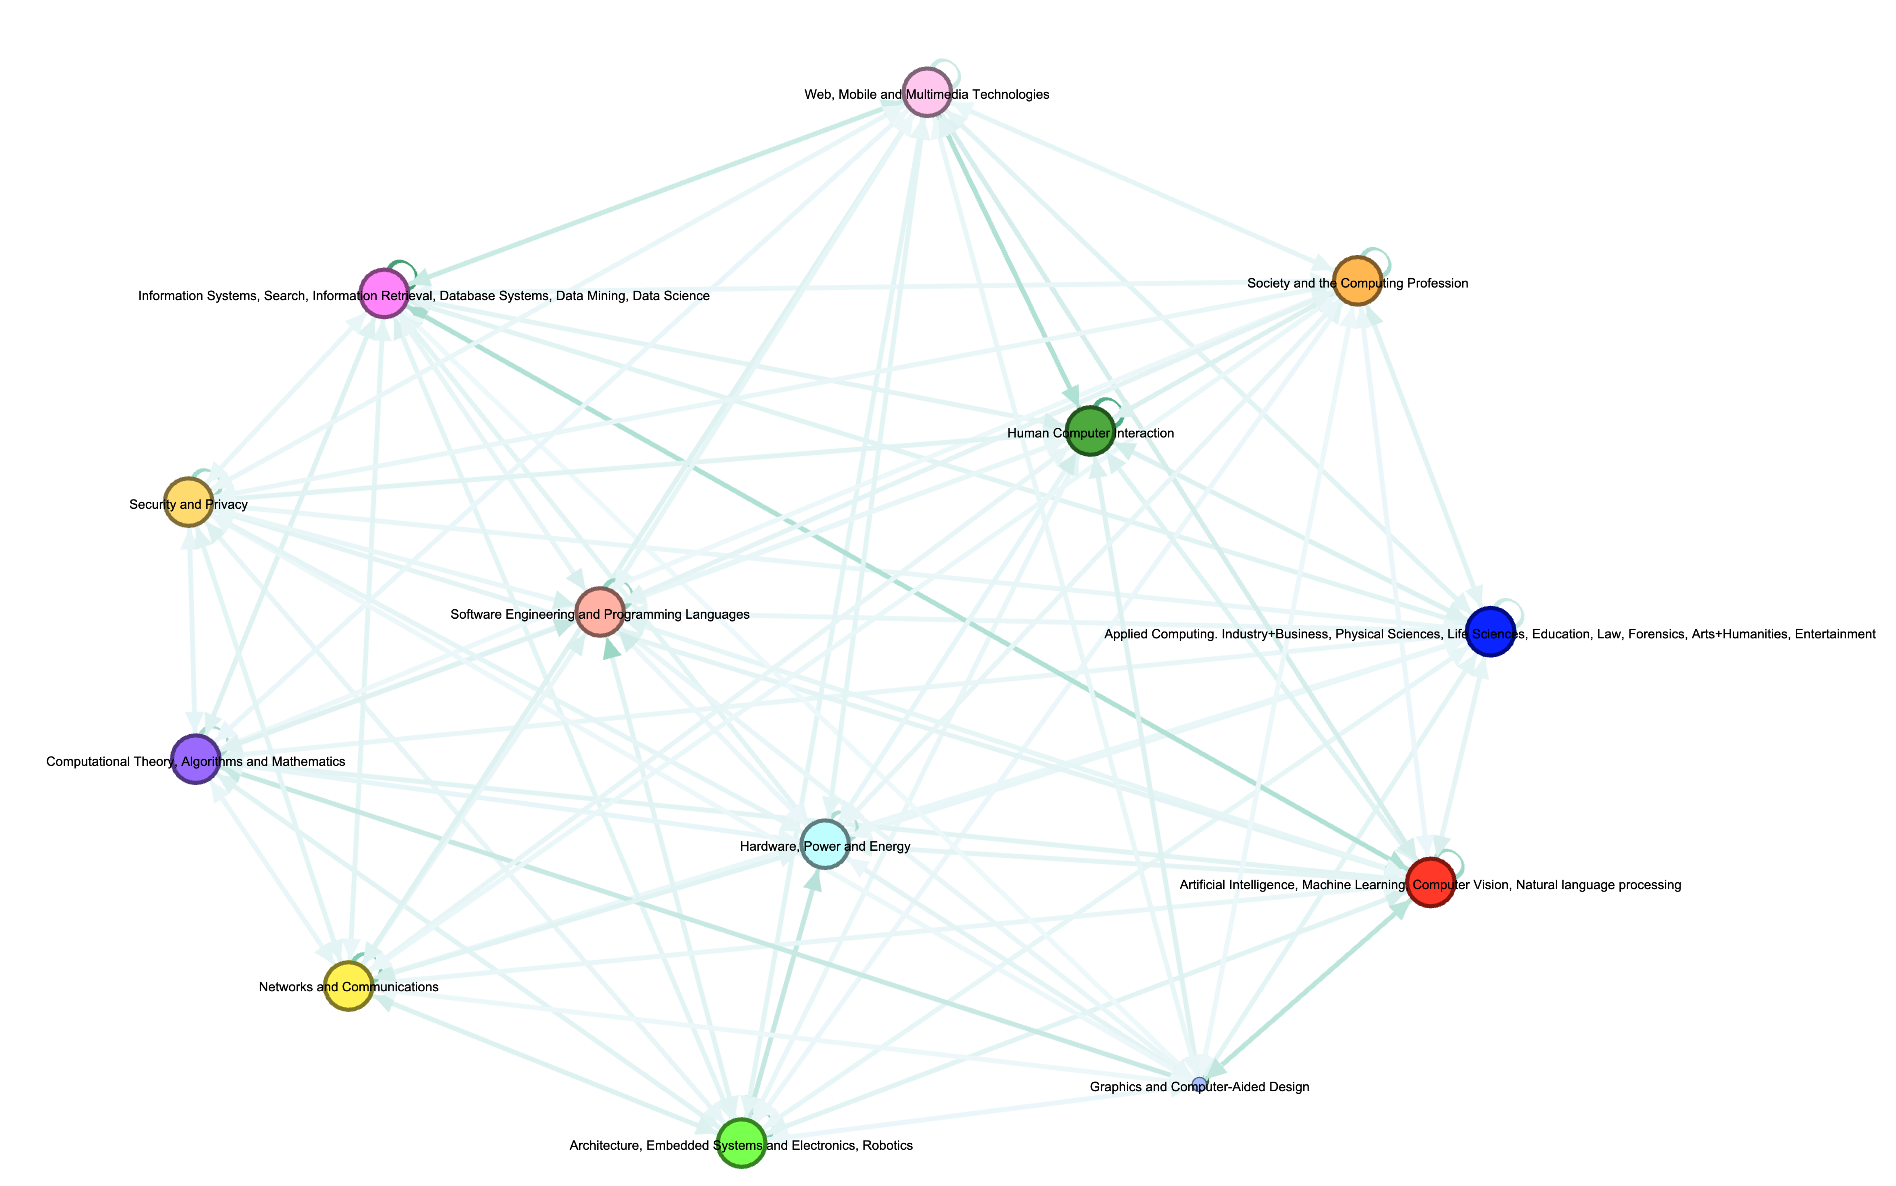 Web, Mobile and Multimedia Technologies
Society and the Computing Profession
Information Systems, Search, Information Retrieval, Database Systems, Data Mining, Data Science
Human Computer Interaction
Security and Privacy
Software Engineering and Programming Languages
Applied Computing. Industry+Business, Physical Sciences, Life Sciences, Education, Law, Forensics, Arts+Humanities, Entertainment
Computational Theory, Algorithms and Mathematics
Hardware, Power and Energy
Artificial Intelligence, Machine Learning, Computer Vision, Natural language processing
Networks and Communications
Graphics and Computer-Aided Design
Architecture, Embedded Systems and Electronics, Robotics